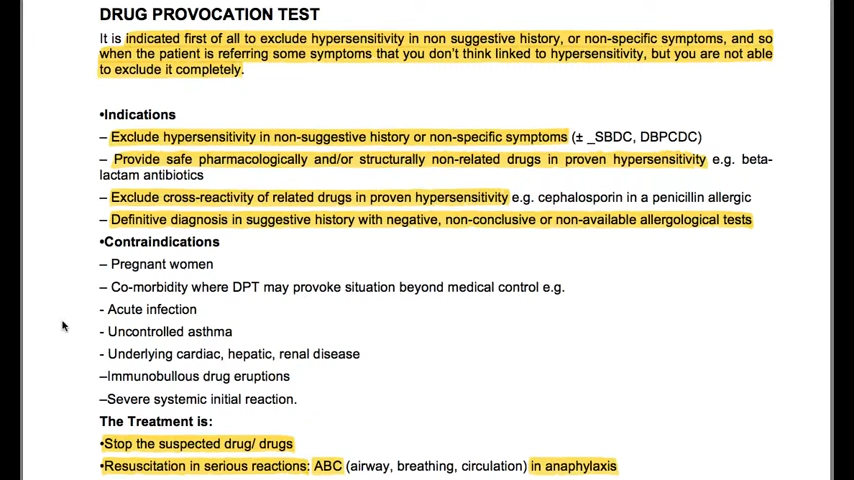 DRUG PROVOCATION TEST
It is indicated first of all to exclude hypersensitivity in non suggestive history, or non-specific symptoms, and so
when the patient is referring some symptoms that you don't think linked to hypersensitivity, but you are not able
to exclude it completely.
•Indications
– Exclude hypersensitivity in non-suggestive history or non-specific symptoms (± _SBDC, DBPCDC)
– Provide safe pharmacologically and/or structurally non-related drugs in proven hypersensitivity e.g. beta-
lactam antibiotics
– Exclude cross-reactivity of related drugs in proven hypersensitivity e.g. cephalosporin in a penicillin allergic
– Definitive diagnosis in suggestive history with negative, non-conclusive or non-available allergological tests
•Contraindications
– Pregnant women
– Co-morbidity where DPT may provoke situation beyond medical control e.g.
- Acute infection
- Uncontrolled asthma
- Underlying cardiac, hepatic, renal disease
–Immunobullous drug eruptions
–Severe systemic initial reaction.
The Treatment is:
•Stop the suspected drug/ drugs
•Resuscitation in serious reactions: ABC (airway, breathing, circulation) in anaphylaxis